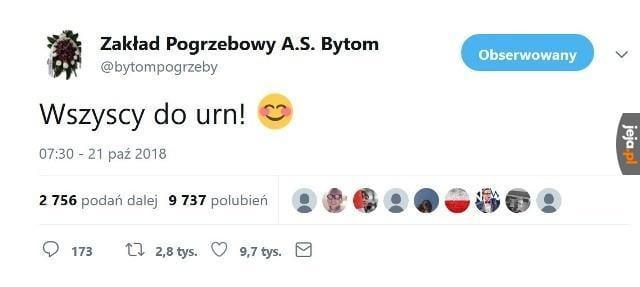 Zakład Pogrzebowy A.S. Bytom
@bytompogrzeby
Obserwowany
Wszyscy do urn! 😊
07:30 - 21 paź 2018
2 756 podań dalej 9 737 polubień
173 2,8 tys. 9,7 tys.
jeja.pl